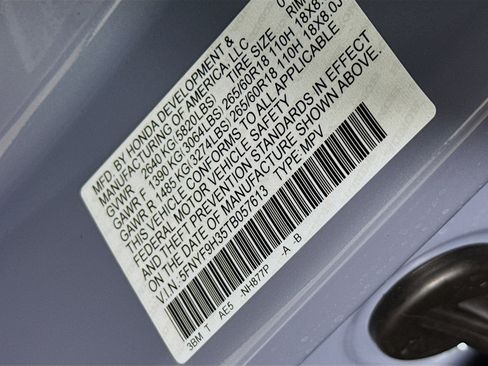 MFD. BY HONDA DEVELOPMENT &
MANUFACTURING OF AMERICA, LLC
GVWR 2640 KG 5820LBS TIRE SIZE RIM
GAWR F 1390 KG 3064LBS 265/60R18 110H 18X8.
GAWR R 1485 KG 3274LBS 265/60R18 110H 18X8.0J
THIS VEHICLE CONFORMS TO ALL APPLICABLE
FEDERAL MOTOR VEHICLE SAFETY, BUMPER,
AND THEFT PREVENTION STANDARDS IN EFFECT
ON THE DATE OF MANUFACTURE SHOWN ABOVE.
V.I.N: 5FNYF9H35TB057613 TYPE: MPV
3BM T AE5 -NH877P -A -B